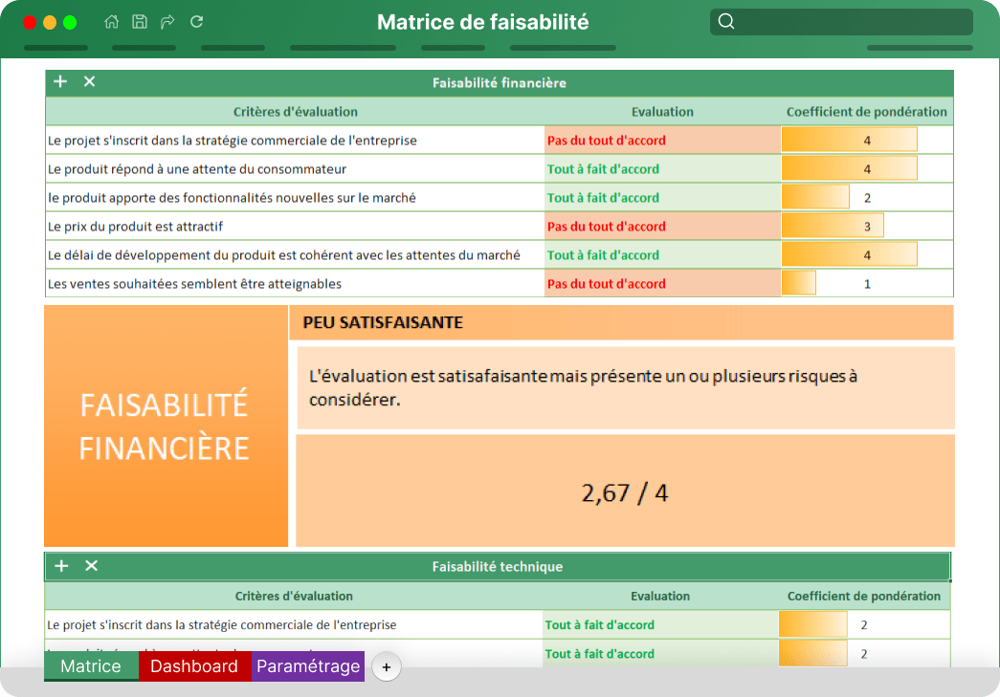 Matrice de faisabilité
Faisabilité financière
Critères d'évaluation Evaluation Coefficient de pondération
Le projet s'inscrit dans la stratégie commerciale de l'entreprise Pas du tout d'accord 4
Le produit répond à une attente du consommateur Tout à fait d'accord 4
le produit apporte des fonctionnalités nouvelles sur le marché Tout à fait d'accord 2
Le prix du produit est attractif Pas du tout d'accord 3
Le délai de développement du produit est cohérent avec les attentes du marché Tout à fait d'accord 4
Les ventes souhaitées semblent être atteignables Pas du tout d'accord 1
PEU SATISFAISANTE
L'évaluation est satisafaisante mais présente un ou plusieurs risques à
considérer.
FAISABILITÉ
FINANCIÈRE
2,67 / 4
Faisabilité technique
Critères d'évaluation Evaluation Coefficient de pondération
Le projet s'inscrit dans la stratégie commerciale de l'entreprise Tout à fait d'accord 2
Tout à fait d'accord 2
Matrice Dashboard Paramétrage +